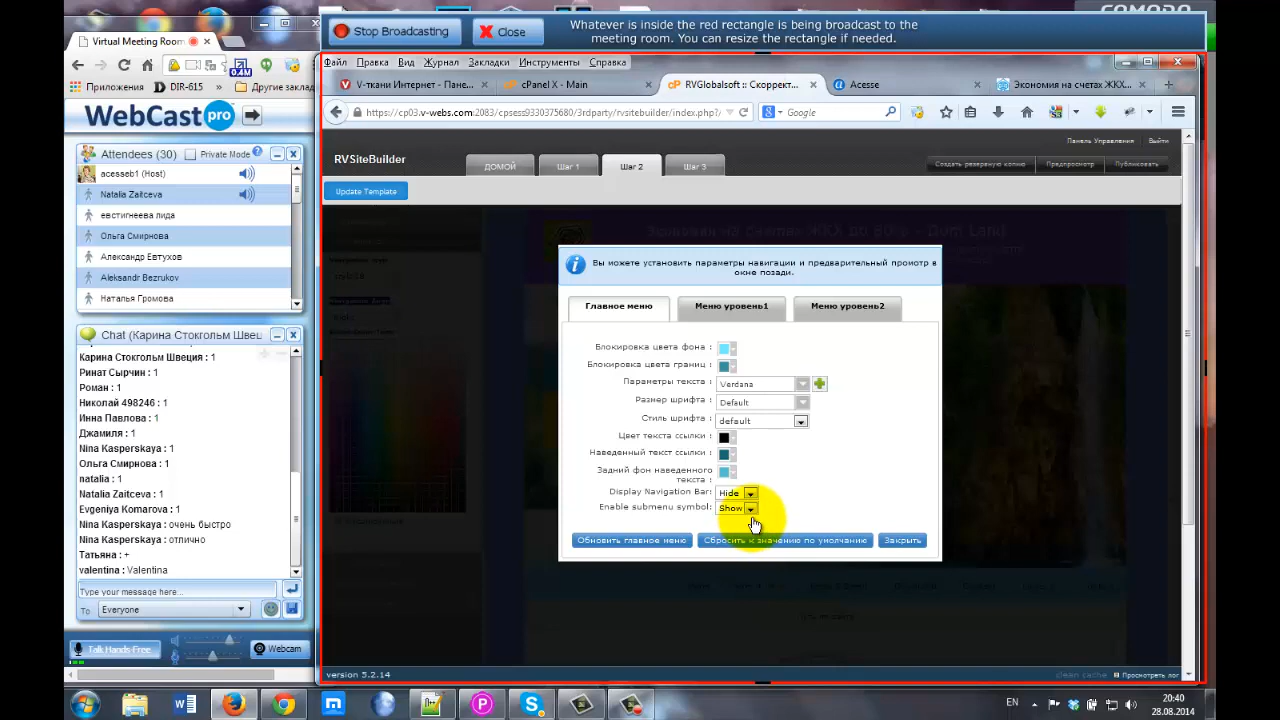 Stop Broadcasting
Close
Whatever is inside the red rectangle is being broadcast to the
meeting room. You can resize the rectangle if needed.
Virtual Meeting Room
0.4M
Приложения
DIR-615
»
Другие заклад
WebCast pro
Attendees (30)
Private Mode
acesseb1 (Host)
Natalia Zaitceva
евстигнеева лида
Ольга Смирнова
Александр Евтухов
Aleksandr Bezrukov
Наталья Громова
Chat (Карина Стокгольм Швеци
Карина Стокгольм Швеция : 1
Ринат Сырчин : 1
Роман : 1
Николай 498246 : 1
Инна Павлова : 1
Джамиля : 1
Nina Kasperskaya : 1
Ольга Смирнова : 1
natalia : 1
Natalia Zaitceva : 1
Evgeniya Komarova : 1
Nina Kasperskaya : очень быстро
Nina Kasperskaya : отлично
Татьяна : +
valentina : Valentina
Type your message here...
To
Everyone
Talk Hands-Free
Webcam
Файл Правка Вид Журнал Закладки Инструменты Справка
V-ткани Интернет - Пане...
cPanel X - Main
RVGlobalsoft :: Скоррект...
Acesse
Экономия на счетах ЖКХ...
https://cp03.v-webs.com:2083/cpsess9330375680/3rdparty/rvsitebuilder/index.php?/
Google
Панель Управления
Выйти
RVSiteBuilder
ДОМОЙ
Шаг 1
Шаг 2
Шаг 3
Создать резервную копию
Предпросмотр
Публиковать
Update Template
Вы можете установить параметры навигации и предварительный промотр в
окне позади.
Главное меню
Меню уровень1
Меню уровень2
Блокировка цвета фона :
Блокировка цвета границ :
Параметры текста :
Verdana
Размер шрифта :
Default
Стиль шрифта :
default
Цвет текста ссылки :
Наведенный текст ссылки :
Задний фон наведенного
текста :
Display Navigation Bar:
Hide
Enable submenu symbol:
Show
Обновить главное меню
Сбросить к значению по умолчанию
Закрыть
version 5.2.14
clean cache
Просмотреть лог
EN
20:40
28.08.2014